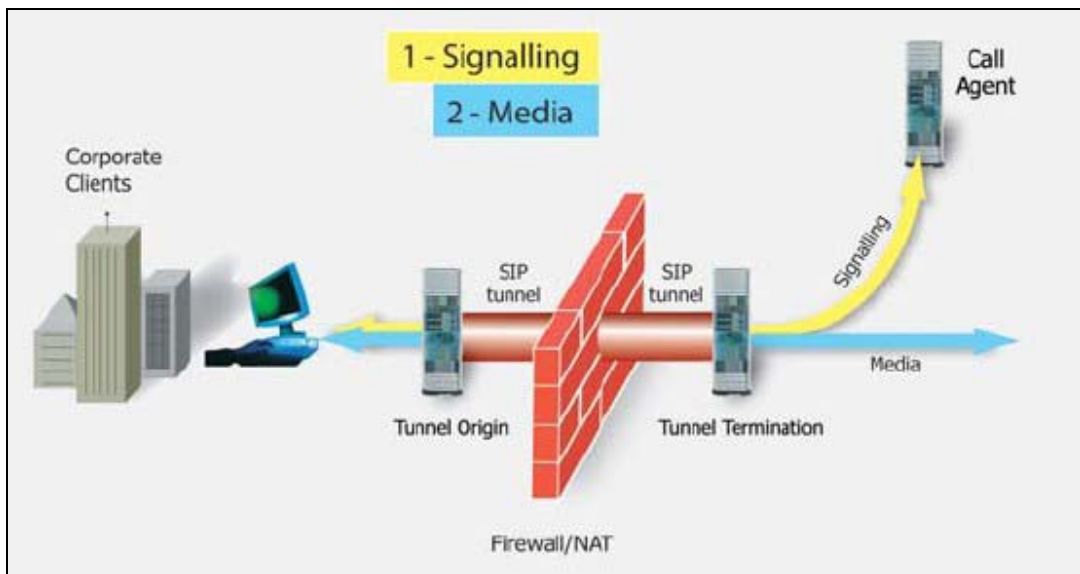 1 - Signalling
2 - Media
Call
Agent
Corporate
Clients
SIP
tunnel
SIP
tunnel
Signalling
Media
Tunnel Origin
Tunnel Termination
Firewall/NAT